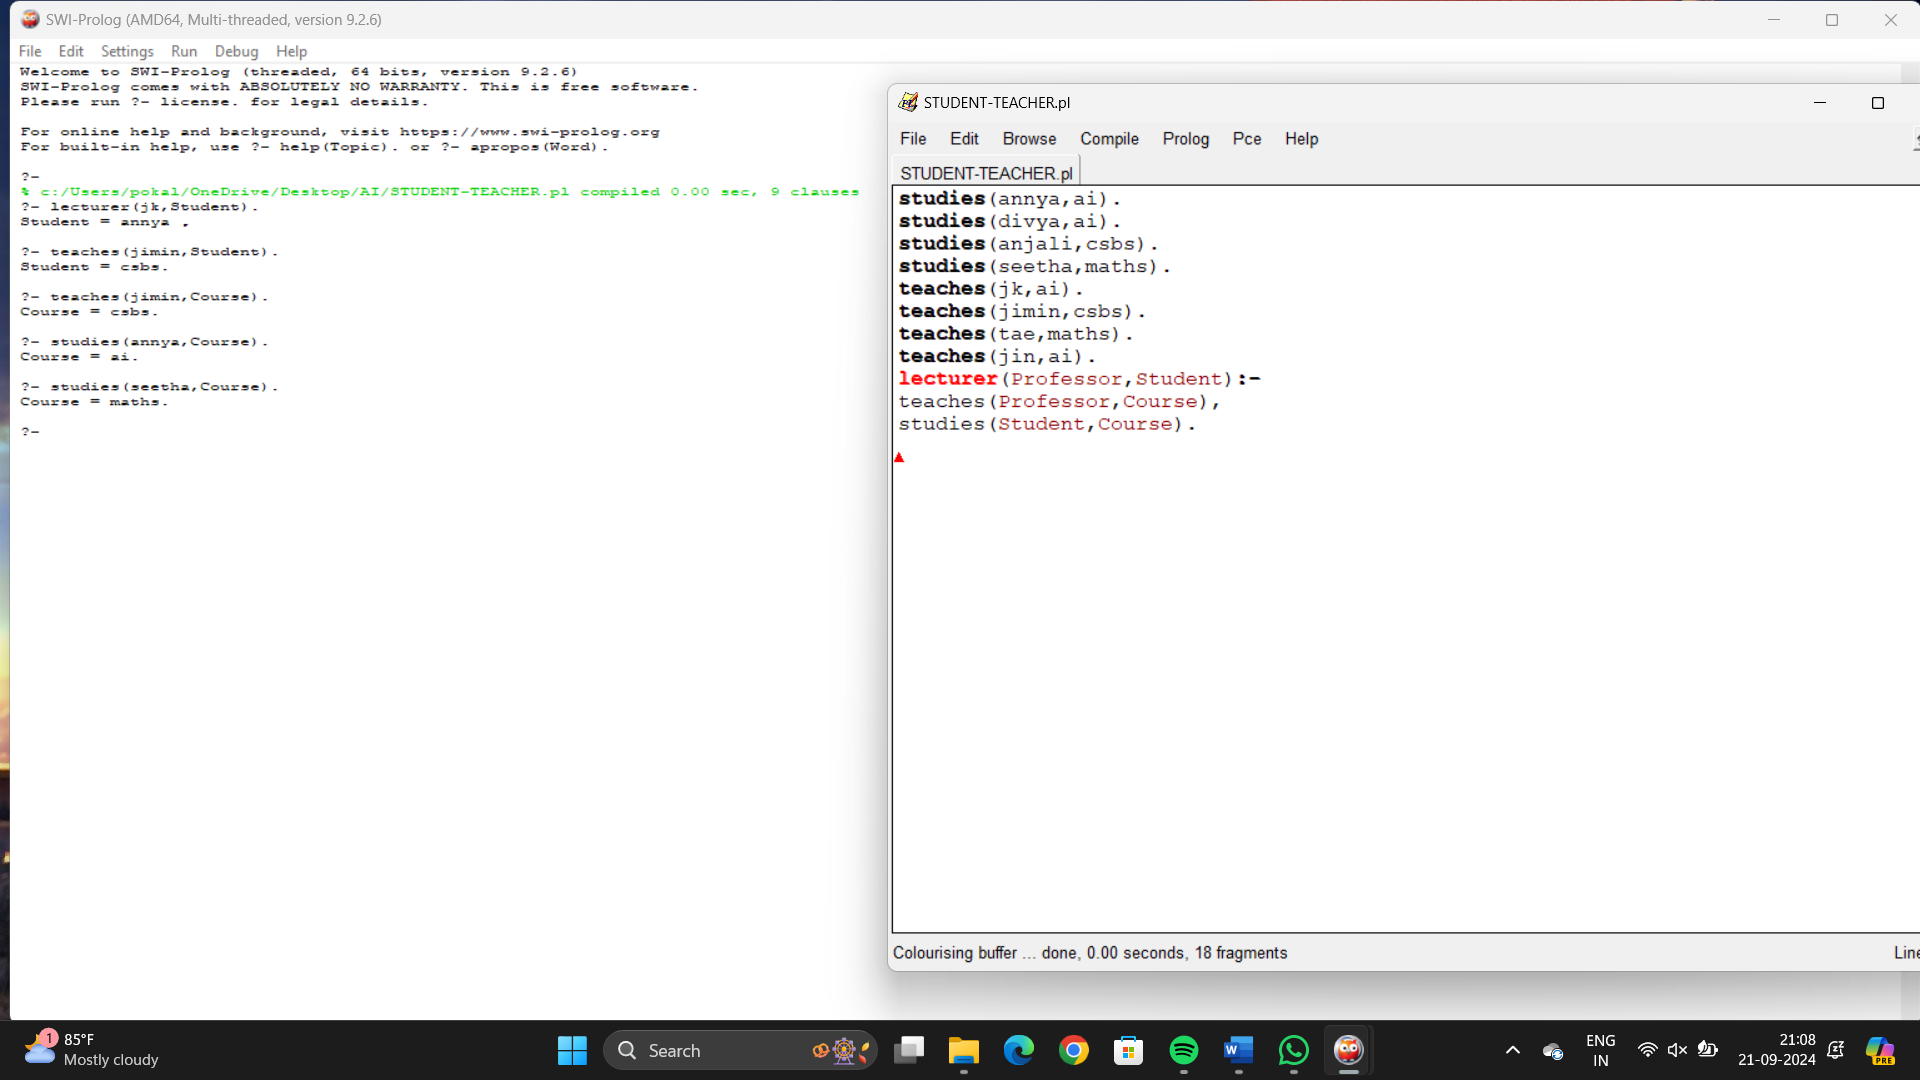 SWI-Prolog (AMD64, Multi-threaded, version 9.2.6)
File Edit Settings Run Debug Help
Welcome to SWI-Prolog (threaded, 64 bits, version 9.2.6)
SWI-Prolog comes with ABSOLUTELY NO WARRANTY. This is free software.
Please run ?- license. for legal details.
For online help and background, visit https://www.swi-prolog.org
For built-in help, use ?- help(Topic). or ?- apropos(Word).
?-
% c:/Users/pokal/OneDrive/Desktop/AI/STUDENT-TEACHER.pl compiled 0.00 sec, 9 clauses
?- lecturer(jk,Student).
Student = annya .
?- teaches(jimin,Student).
Student = csbs.
?- teaches(jimin,Course).
Course = csbs.
?- studies(annya,Course).
Course = ai.
?- studies(seetha,Course).
Course = maths.
?-
STUDENT-TEACHER.pl
File Edit Browse Compile Prolog Pce Help
STUDENT-TEACHER.pl
studies(annya,ai).
studies(divya,ai).
studies(anjali,csbs).
studies(seetha,maths).
teaches(jk,ai).
teaches(jimin,csbs).
teaches(tae,maths).
teaches(jin,ai).
lecturer(Professor,Student):-
teaches(Professor,Course),
studies(Student,Course).
Colourising buffer ... done, 0.00 seconds, 18 fragments
Line
1
85°F
Mostly cloudy
Search
W
ENG
IN
21:08
21-09-2024
PRE